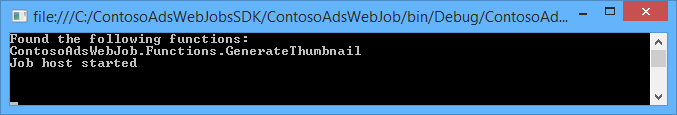 file:///C:/ContosoAdsWebJobsSDK/ContosoAdsWebJob/bin/Debug/ContosoAd...
Found the following functions:
ContosoAdsWebJob.Functions.GenerateThumbnail
Job host started